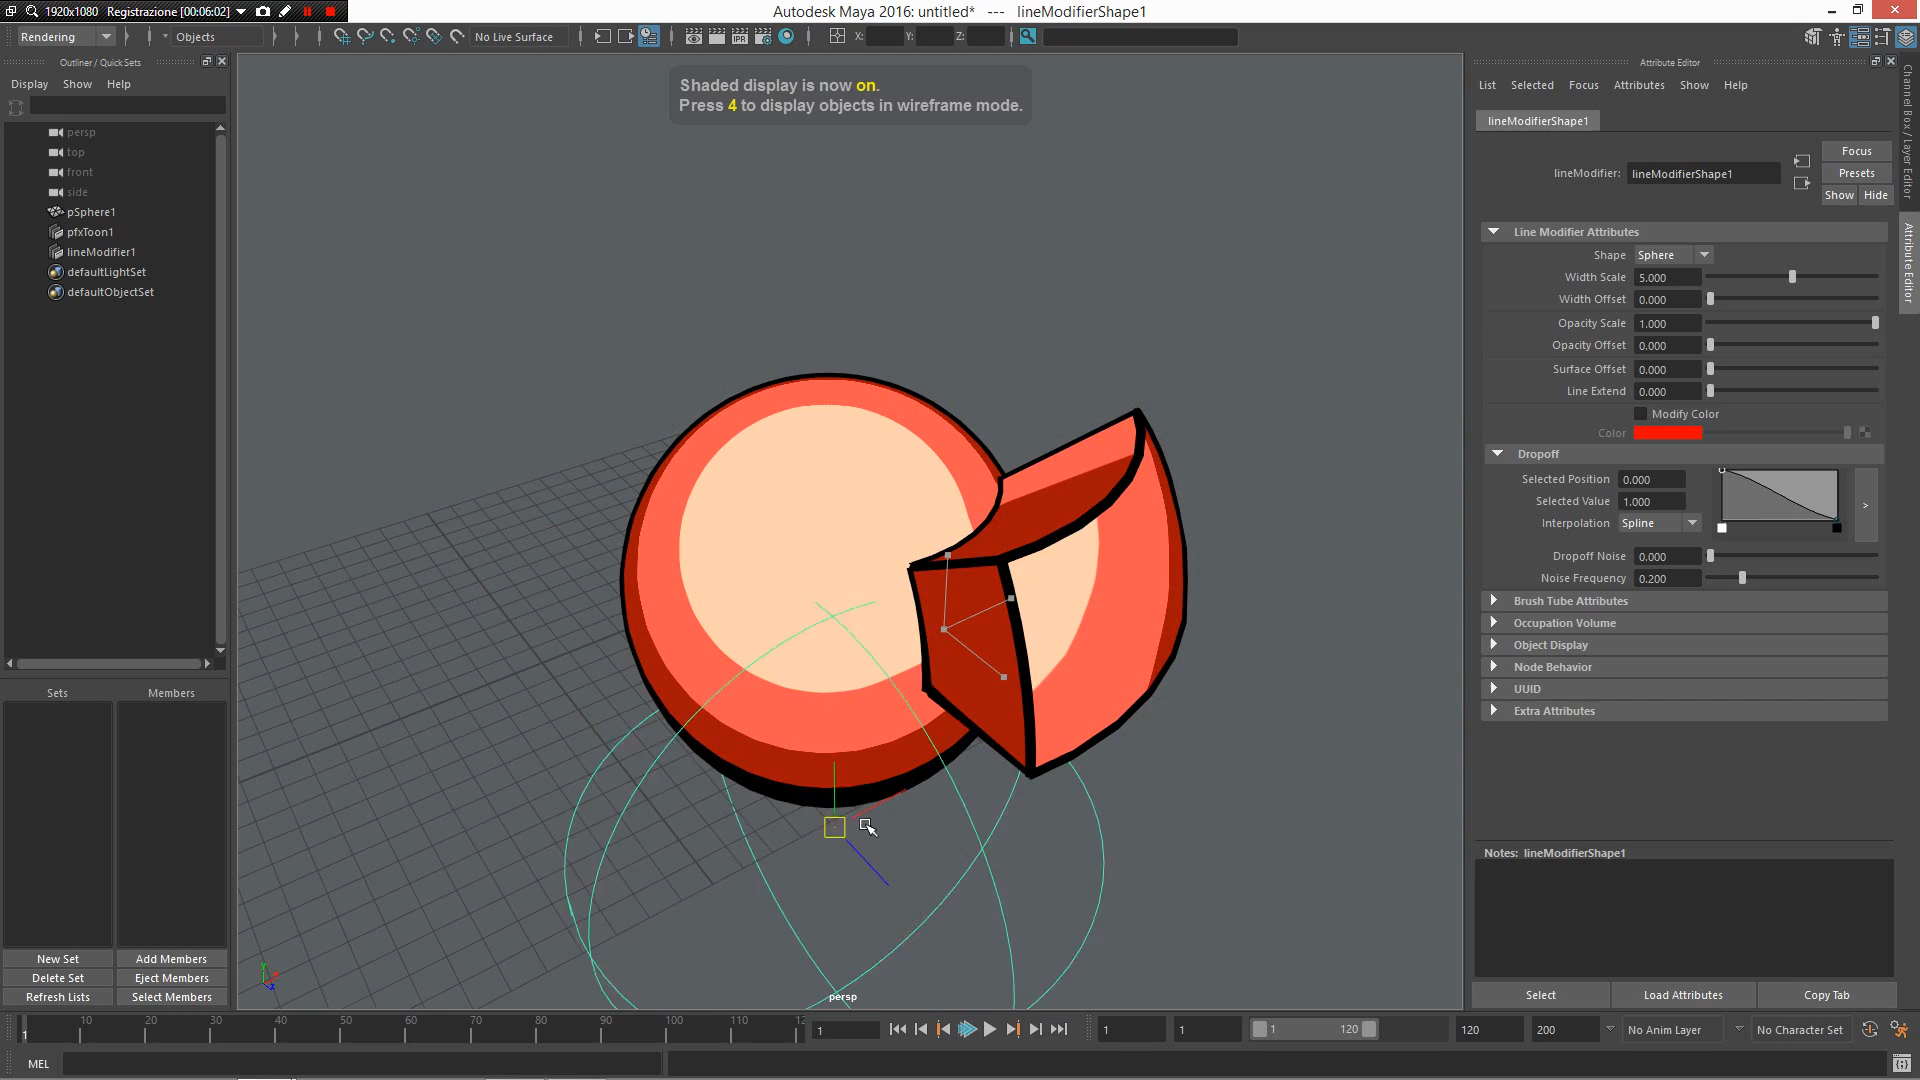 1920x1080 Registrazione [00:06:02]
Autodesk Maya 2016: untitled* --- lineModifierShape1
Rendering
Objects
No Live Surface
X:
Y:
Z:
Outliner / Quick Sets
Display Show Help
persp
top
front
side
pSphere1
pfxToon1
lineModifier1
defaultLightSet
defaultObjectSet
Sets
Members
New Set
Add Members
Delete Set
Eject Members
Refresh Lists
Select Members
Shaded display is now on.
Press 4 to display objects in wireframe mode.
y
z
persp
Attribute Editor
List Selected Focus Attributes Show Help
lineModifierShape1
lineModifier: lineModifierShape1
Focus
Presets
Show Hide
Line Modifier Attributes
Shape Sphere
Width Scale 5.000
Width Offset 0.000
Opacity Scale 1.000
Opacity Offset 0.000
Surface Offset 0.000
Line Extend 0.000
Modify Color
Color
Dropoff
Selected Position 0.000
Selected Value 1.000
Interpolation Spline
>
Dropoff Noise 0.000
Noise Frequency 0.200
Brush Tube Attributes
Occupation Volume
Object Display
Node Behavior
UUID
Extra Attributes
Notes: lineModifierShape1
Select
Load Attributes
Copy Tab
Channel Box / Layer Editor
Attribute Editor
1 10 20 30 40 50 60 70 80 90 100 110 12
1
1
1
1 120
120
200
No Anim Layer
No Character Set
MEL